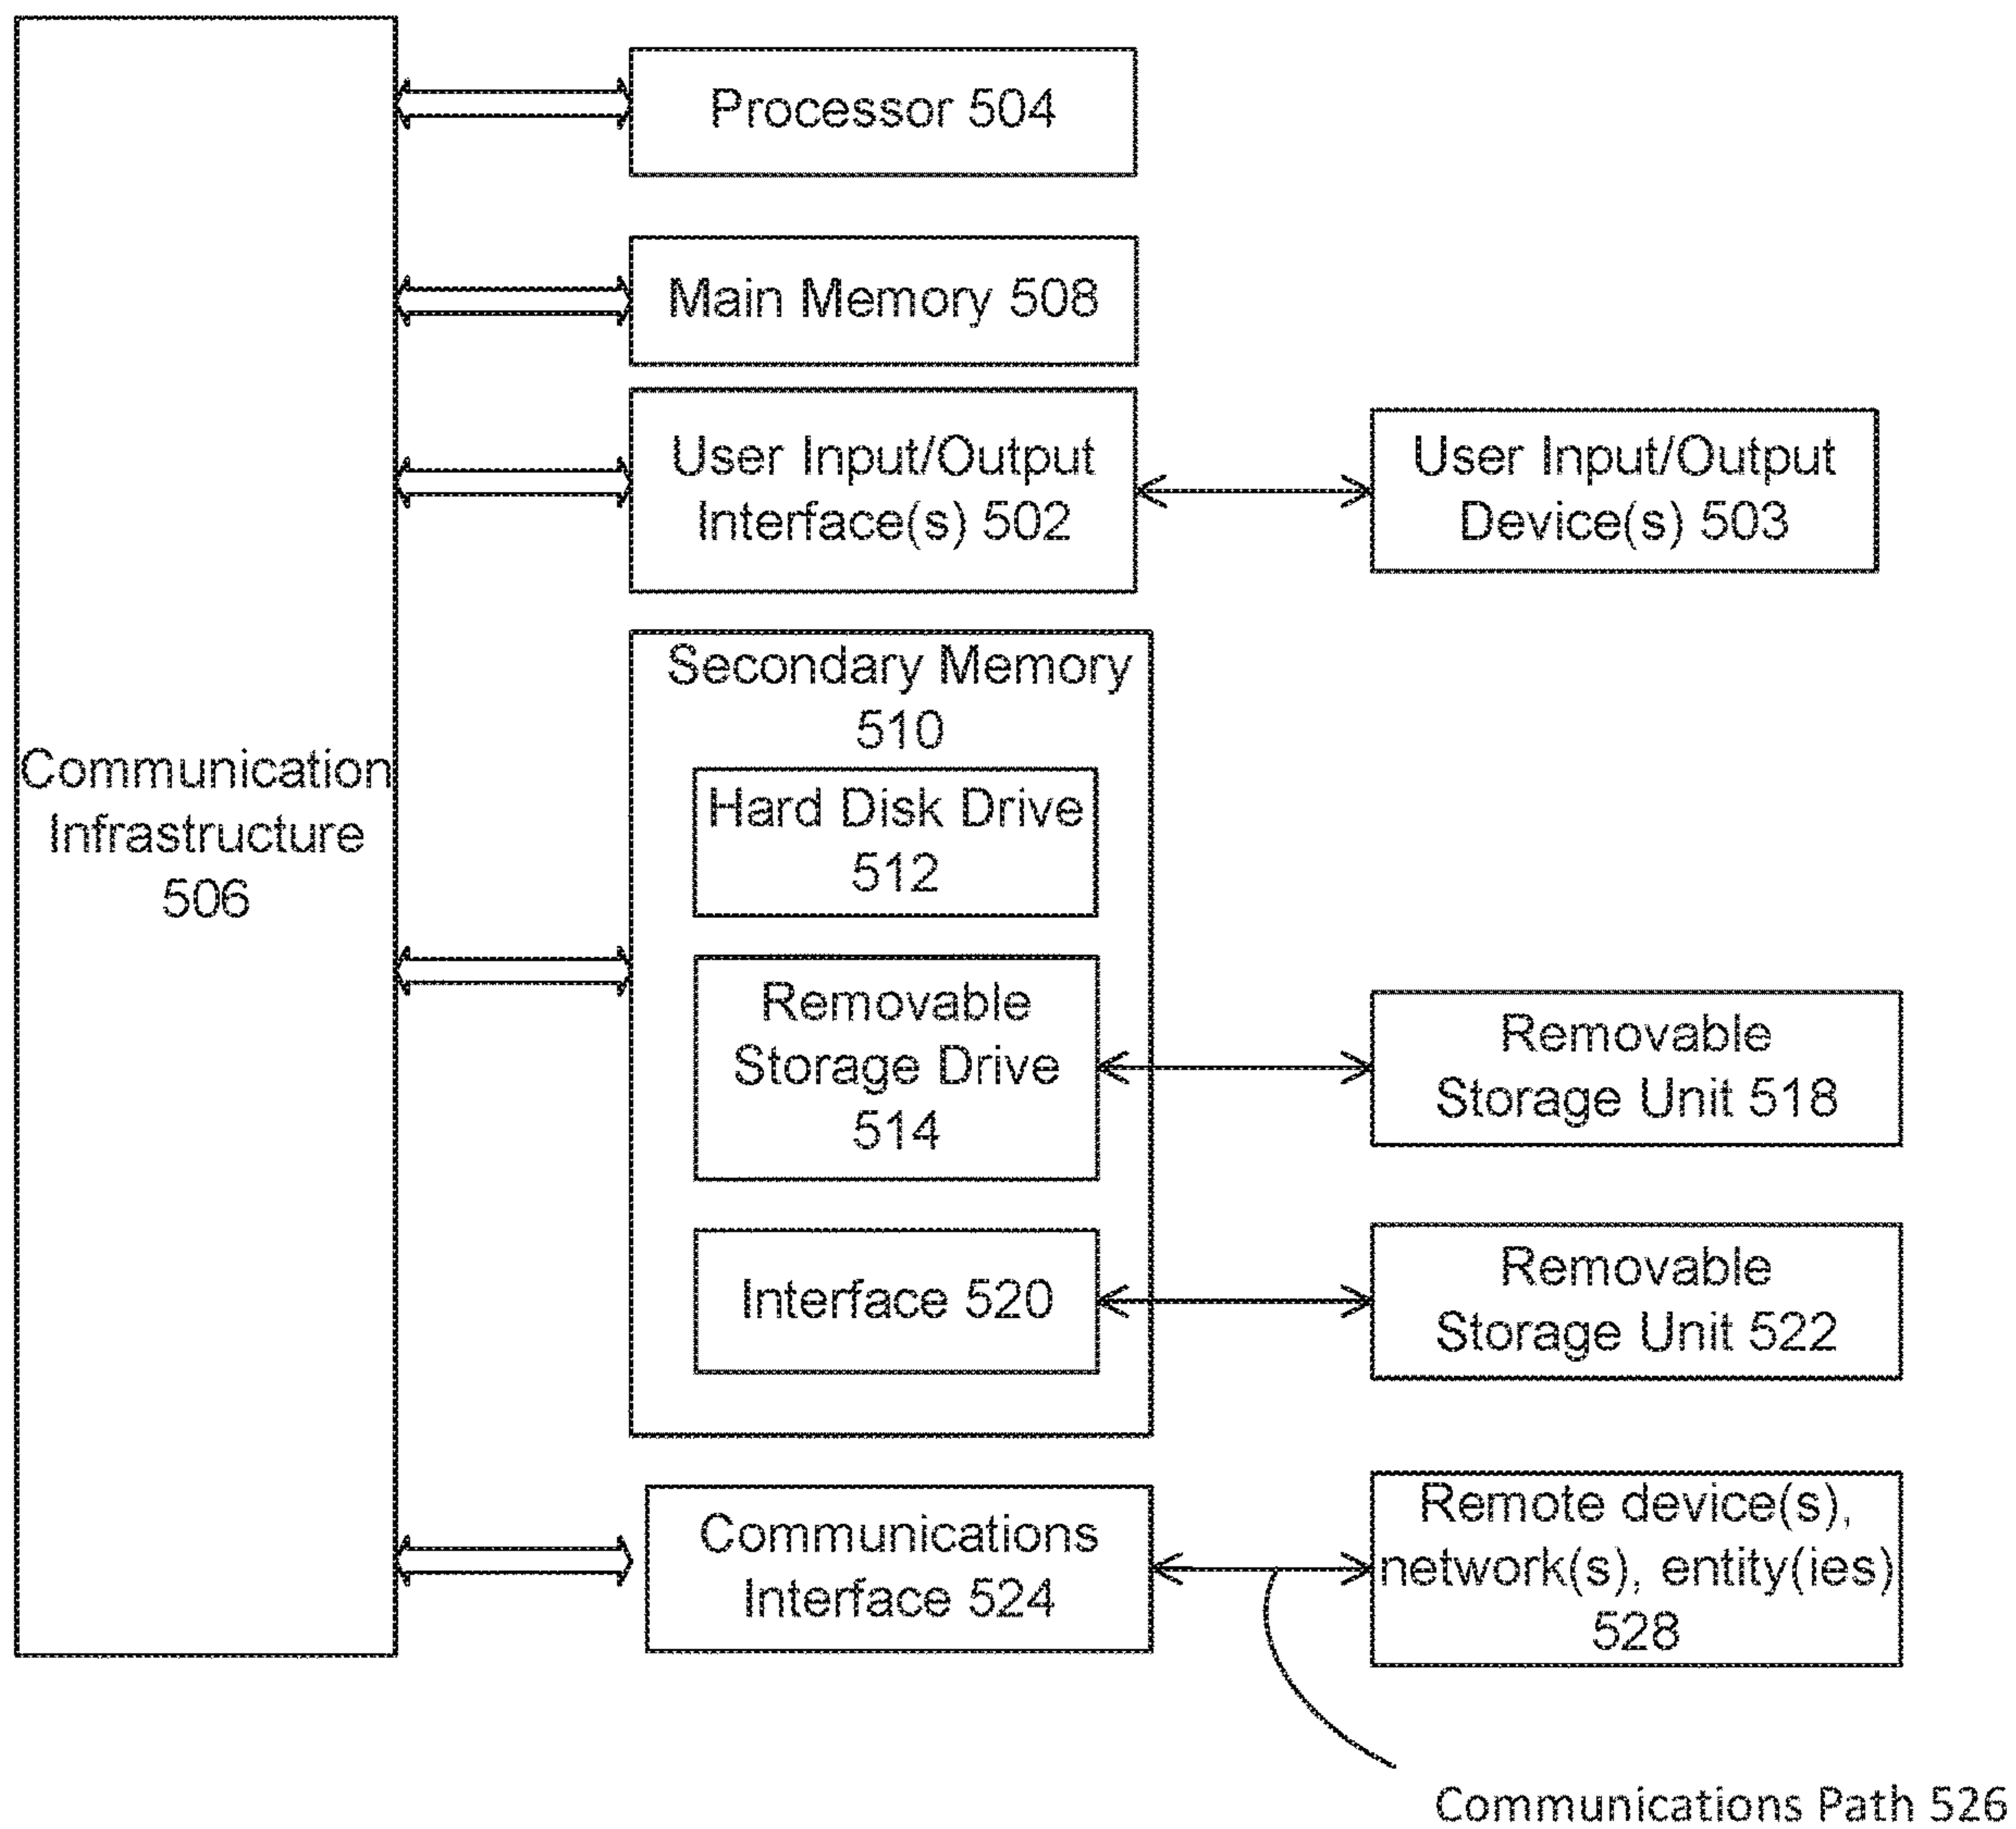 Processor 504
Main Memory 508
User Input/Output
Interface(s) 502
User Input/Output
Device(s) 503
Secondary Memory
510
Communication
Infrastructure
506
Hard Disk Drive
512
Removable
Storage Drive
514
Removable
Storage Unit 518
Interface 520
Removable
Storage Unit 522
Communications
Interface 524
Remote device(s),
network(s), entity(ies)
528
Communications Path 526